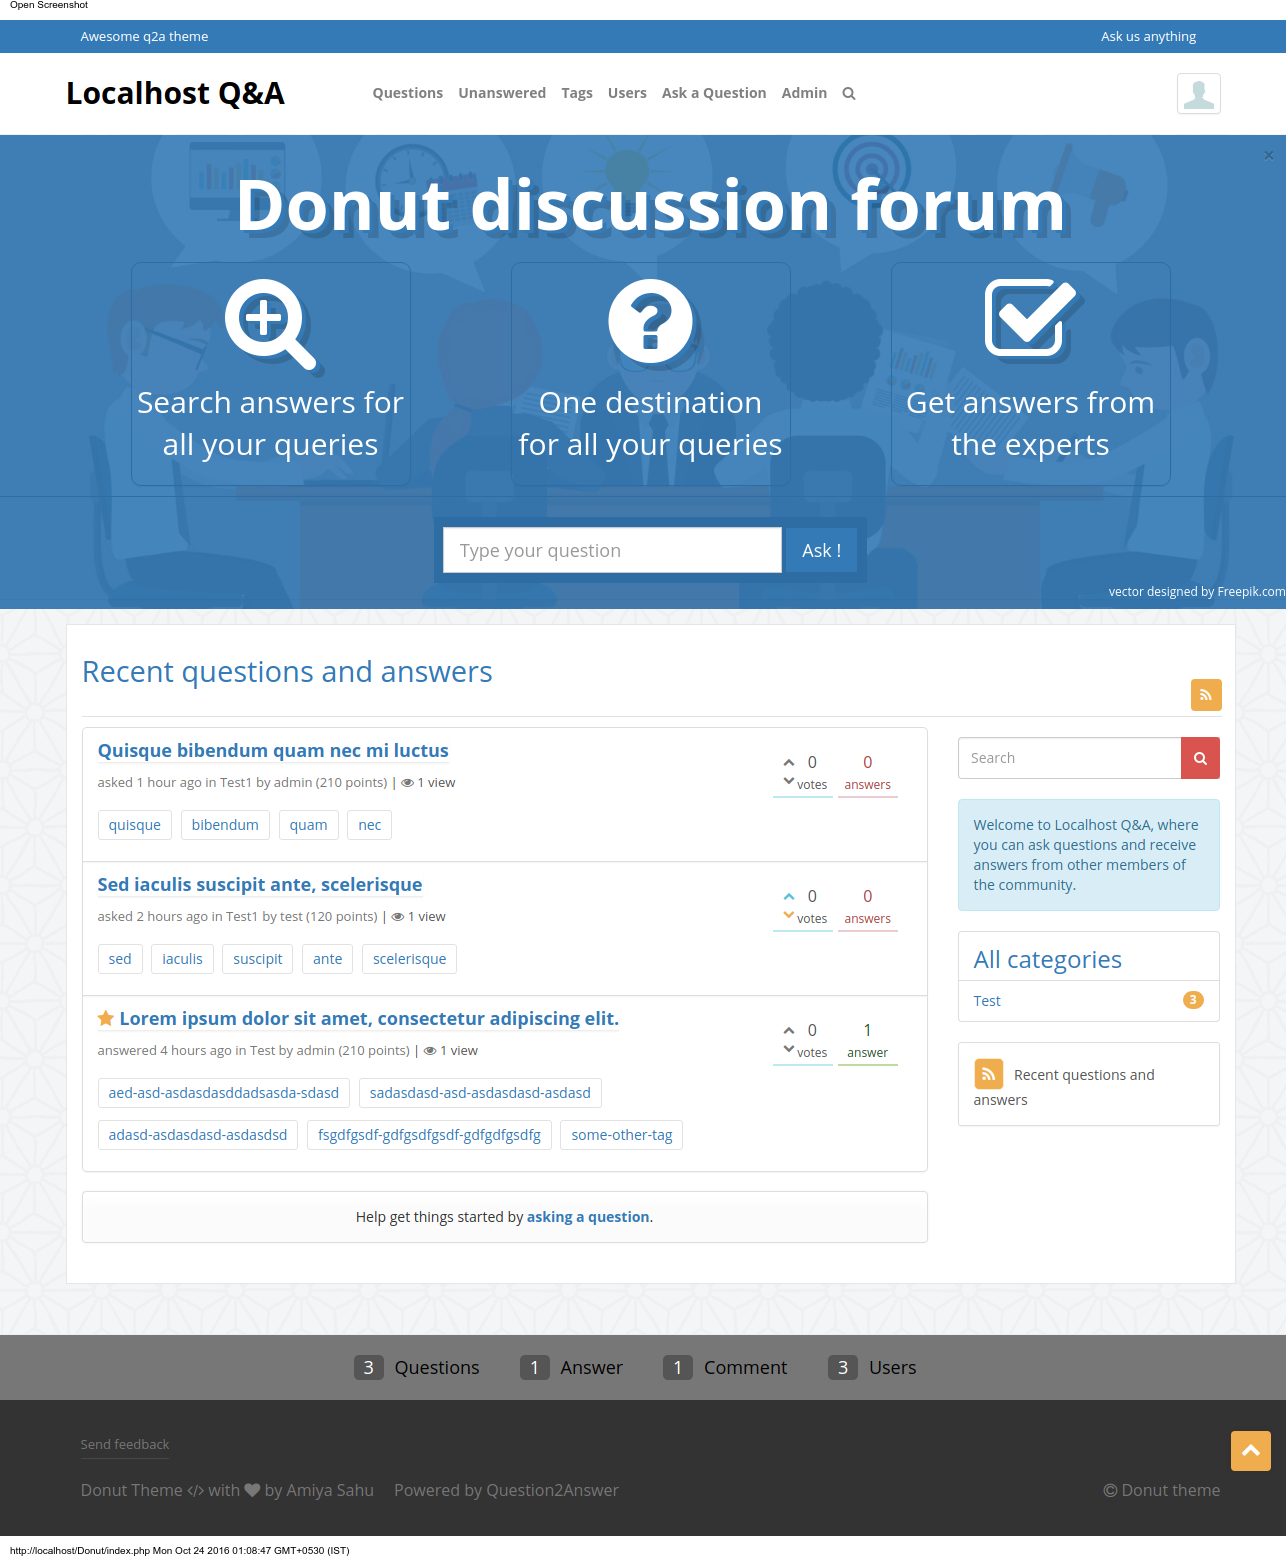 Open Screenshot
Awesome q2a theme
Ask us anything
Localhost Q&A
Questions Unanswered Tags Users Ask a Question Admin
×
Donut discussion forum
Search answers for
all your queries
One destination
for all your queries
Get answers from
the experts
Type your question
Ask !
vector designed by Freepik.com
Recent questions and answers
Quisque bibendum quam nec mi luctus
asked 1 hour ago in Test1 by admin (210 points) | 1 view
quisque bibendum quam nec
0 votes
0 answers
Sed iaculis suscipit ante, scelerisque
asked 2 hours ago in Test1 by test (120 points) | 1 view
sed iaculis suscipit ante scelerisque
0 votes
0 answers
Lorem ipsum dolor sit amet, consectetur adipiscing elit.
answered 4 hours ago in Test by admin (210 points) | 1 view
aed-asd-asdasdasddadsasda-sdasd sadasdasd-asd-asdasdasd-asdasd
adasd-asdasdasd-asdasdsd fsgdfgsdf-gdfgsdfgsdf-gdfgdfgsdfg some-other-tag
0 votes
1 answer
Help get things started by asking a question.
Search
Welcome to Localhost Q&A, where
you can ask questions and receive
answers from other members of
the community.
All categories
Test 3
Recent questions and
answers
3 Questions 1 Answer 1 Comment 3 Users
Send feedback
Donut Theme </> with by Amiya Sahu Powered by Question2Answer
© Donut theme
http://localhost/Donut/index.php Mon Oct 24 2016 01:08:47 GMT+0530 (IST)